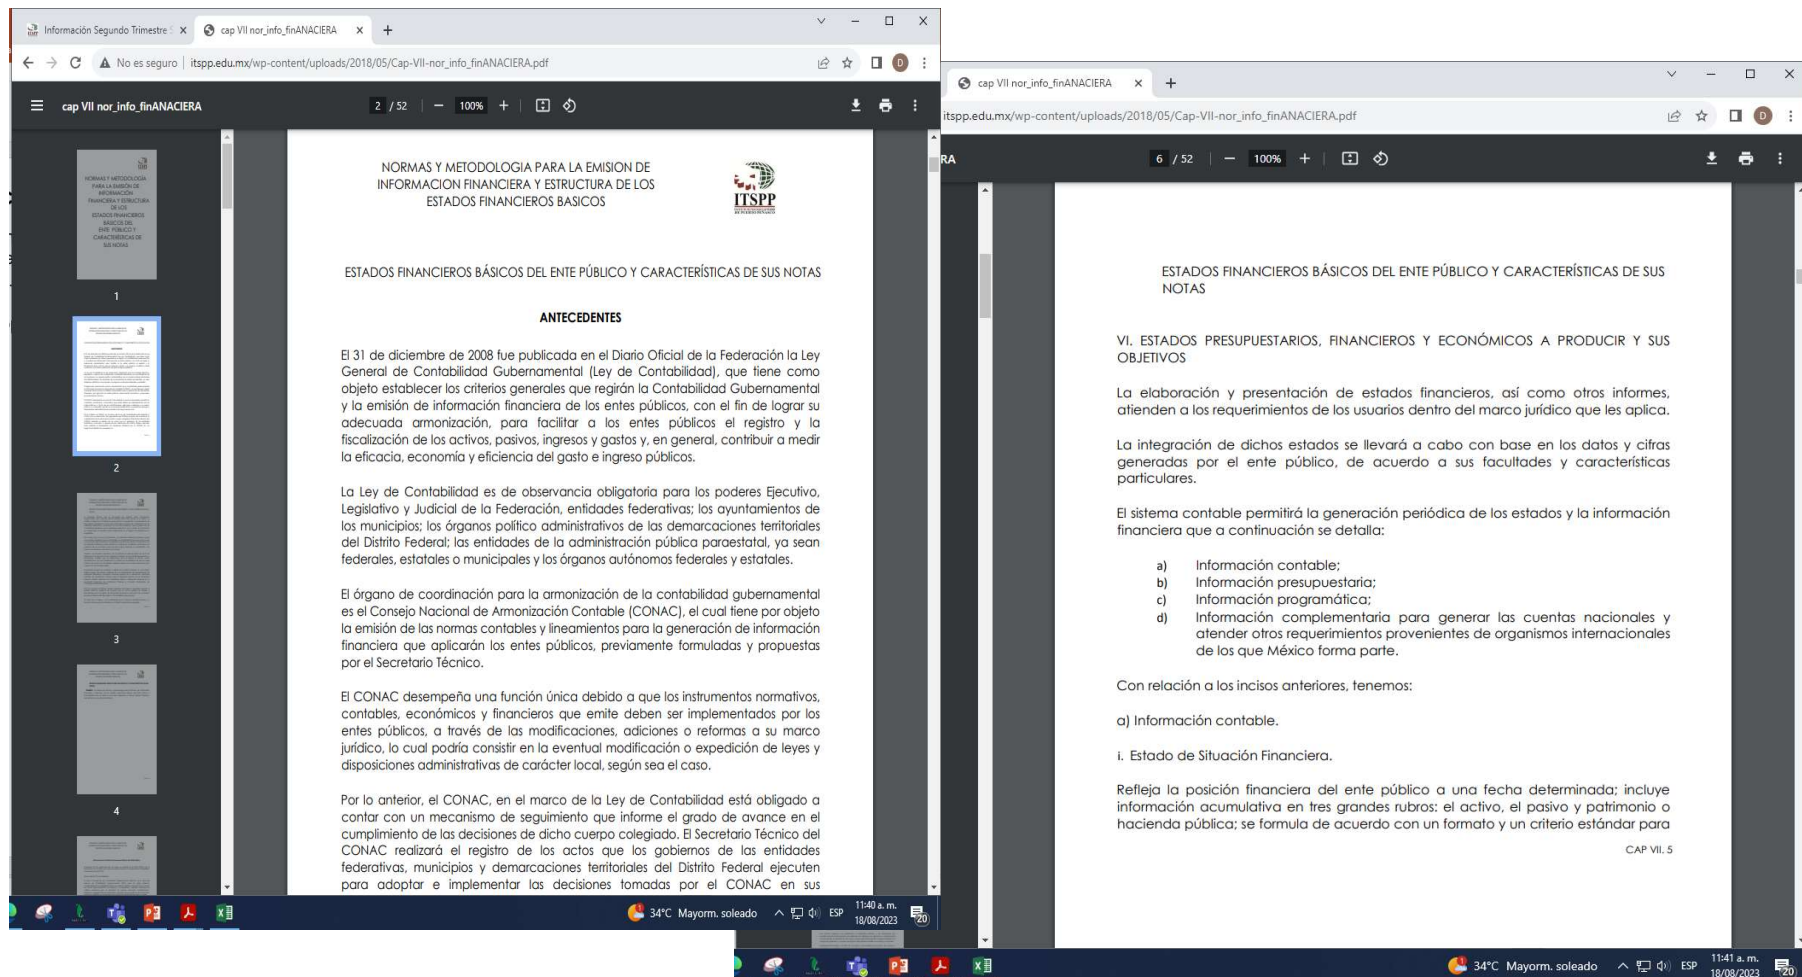 Información Segundo Trimestre
cap VII nor_info_finANACIERA
No es seguro | itspp.edu.mx/wp-content/uploads/2018/05/Cap-VII-nor_info_finANACIERA.pdf
D
cap VII nor_info_finANACIERA
2 / 52
100%
NORMAS Y METODOLOGÍA
PARA LA EMISIÓN DE
INFORMACIÓN
FINANCIERA Y ESTRUCTURA
DE LOS
ESTADOS FINANCIEROS
BÁSICOS DEL
ENTE PÚBLICO Y
CARACTERÍSTICAS DE
SUS NOTAS
1
2
3
4
NORMAS Y METODOLOGIA PARA LA EMISION DE
INFORMACION FINANCIERA Y ESTRUCTURA DE LOS
ESTADOS FINANCIEROS BASICOS
ITSPP
ESTADOS FINANCIEROS BÁSICOS DEL ENTE PÚBLICO Y CARACTERÍSTICAS DE SUS NOTAS
ANTECEDENTES
El 31 de diciembre de 2008 fue publicada en el Diario Oficial de la Federación la Ley
General de Contabilidad Gubernamental (Ley de Contabilidad), que tiene como
objeto establecer los criterios generales que regirán la Contabilidad Gubernamental
y la emisión de información financiera de los entes públicos, con el fin de lograr su
adecuada armonización, para facilitar a los entes públicos el registro y la
fiscalización de los activos, pasivos, ingresos y gastos y, en general, contribuir a medir
la eficacia, economía y eficiencia del gasto e ingreso públicos.
La Ley de Contabilidad es de observancia obligatoria para los poderes Ejecutivo,
Legislativo y Judicial de la Federación, entidades federativas; los ayuntamientos de
los municipios; los órganos político administrativos de las demarcaciones territoriales
del Distrito Federal; las entidades de la administración pública paraestatal, ya sean
federales, estatales o municipales y los órganos autónomos federales y estatales.
El órgano de coordinación para la armonización de la contabilidad gubernamental
es el Consejo Nacional de Armonización Contable (CONAC), el cual tiene por objeto
la emisión de las normas contables y lineamientos para la generación de información
financiera que aplicarán los entes públicos, previamente formuladas y propuestas
por el Secretario Técnico.
El CONAC desempeña una función única debido a que los instrumentos normativos,
contables, económicos y financieros que emite deben ser implementados por los
entes públicos, a través de las modificaciones, adiciones o reformas a su marco
jurídico, lo cual podría consistir en la eventual modificación o expedición de leyes y
disposiciones administrativas de carácter local, según sea el caso.
Por lo anterior, el CONAC, en el marco de la Ley de Contabilidad está obligado a
contar con un mecanismo de seguimiento que informe el grado de avance en el
cumplimiento de las decisiones de dicho cuerpo colegiado. El Secretario Técnico del
CONAC realizará el registro de los actos que los gobiernos de las entidades
federativas, municipios y demarcaciones territoriales del Distrito Federal ejecuten
para adoptar e implementar las decisiones tomadas por el CONAC en sus
34°C Mayorm. soleado
ESP
11:40 a. m.
18/08/2023
20
cap VII nor_info_finANACIERA
itspp.edu.mx/wp-content/uploads/2018/05/Cap-VII-nor_info_finANACIERA.pdf
D
RA
6 / 52
100%
ESTADOS FINANCIEROS BÁSICOS DEL ENTE PÚBLICO Y CARACTERÍSTICAS DE SUS
NOTAS
VI. ESTADOS PRESUPUESTARIOS, FINANCIEROS Y ECONÓMICOS A PRODUCIR Y SUS
OBJETIVOS
La elaboración y presentación de estados financieros, así como otros informes,
atienden a los requerimientos de los usuarios dentro del marco jurídico que les aplica.
La integración de dichos estados se llevará a cabo con base en los datos y cifras
generadas por el ente público, de acuerdo a sus facultades y características
particulares.
El sistema contable permitirá la generación periódica de los estados y la información
financiera que a continuación se detalla:
a) Información contable;
b) Información presupuestaria;
c) Información programática;
d) Información complementaria para generar las cuentas nacionales y
atender otros requerimientos provenientes de organismos internacionales
de los que México forma parte.
Con relación a los incisos anteriores, tenemos:
a) Información contable.
i. Estado de Situación Financiera.
Refleja la posición financiera del ente público a una fecha determinada; incluye
información acumulativa en tres grandes rubros: el activo, el pasivo y patrimonio o
hacienda pública; se formula de acuerdo con un formato y un criterio estándar para
CAP VII. 5
34°C Mayorm. soleado
ESP
11:41 a. m.
18/08/2023
20